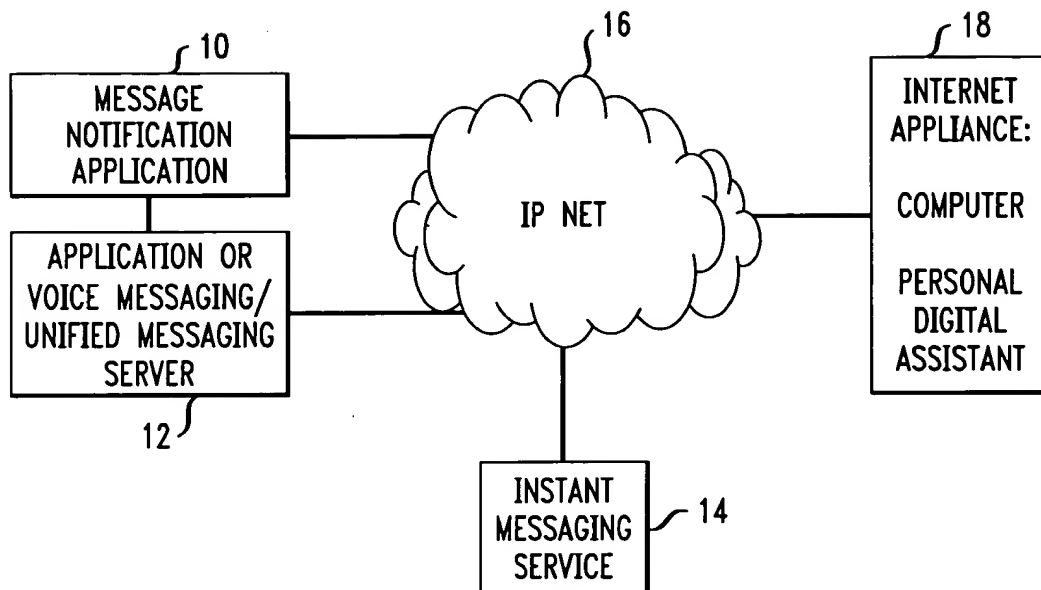 10
MESSAGE
NOTIFICATION
APPLICATION
APPLICATION OR
VOICE MESSAGING/
UNIFIED MESSAGING
SERVER
12
16
IP NET
INSTANT
MESSAGING
SERVICE
14
18
INTERNET
APPLIANCE:
COMPUTER
PERSONAL
DIGITAL
ASSISTANT